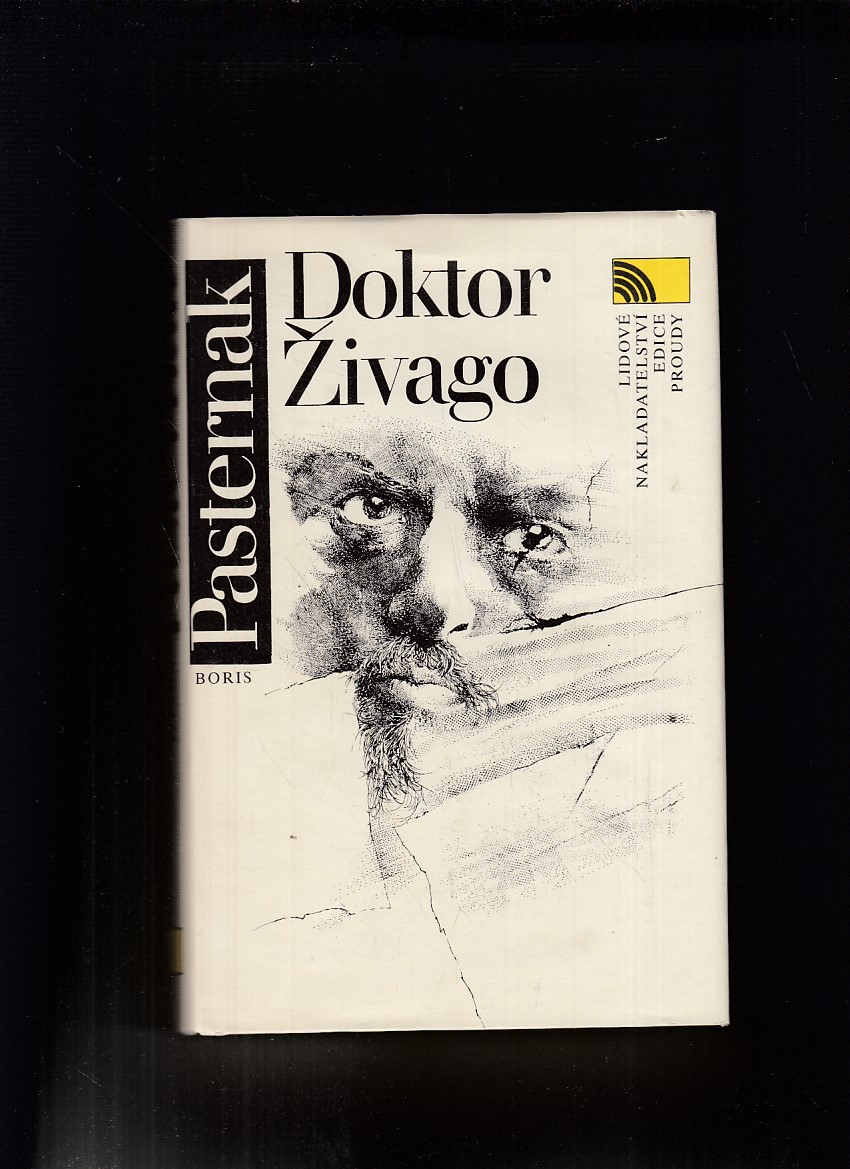 Doktor
Živago
Pasternak
BORIS
LIDOVÉ
NAKLADATELSTVÍ
EDICE
PROUDY